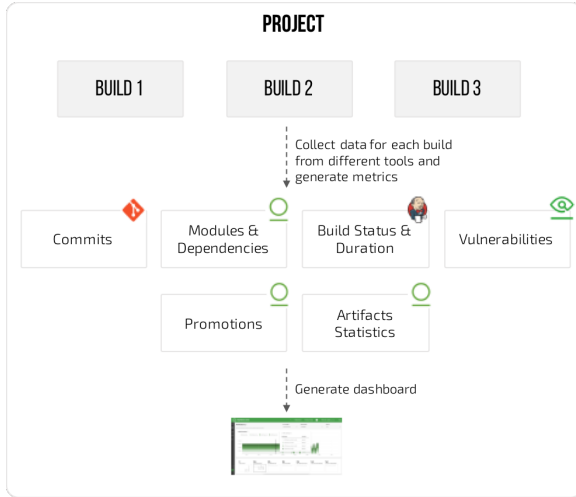 PROJECT
BUILD 1
BUILD 2
BUILD 3
Collect data for each build
from different tools and
generate metrics
Commits
Modules &
Dependencies
Build Status &
Duration
Vulnerabilities
Promotions
Artifacts
Statistics
Generate dashboard